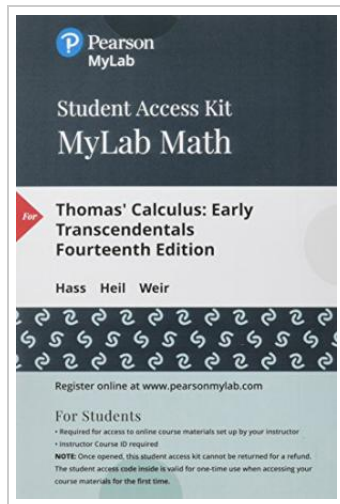 Pearson
MyLab
Student Access Kit
MyLab Math
For
Thomas' Calculus: Early
Transcendentals
Fourteenth Edition
Hass Heil Weir
Register online at www.pearsonmylab.com
For Students
• Required for access to online course materials set up by your instructor
• Instructor Course ID required
NOTE: Once opened, this student access kit cannot be returned for a refund.
The student access code inside is valid for one-time use when accessing your
course materials for the first time.